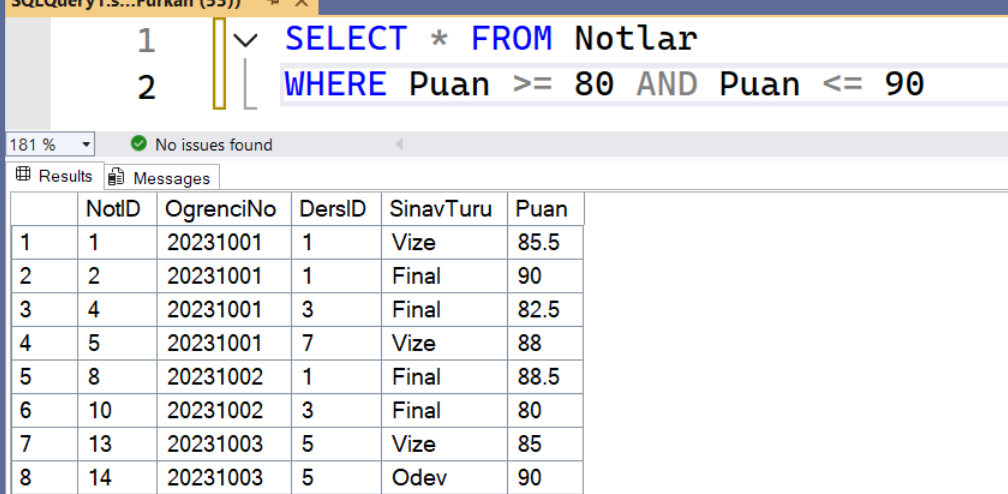 SQLQuery1.s...Furkan (53))
1 SELECT * FROM Notlar
2 WHERE Puan >= 80 AND Puan <= 90
181 % No issues found
Results Messages
NotID OgrenciNo DersID SinavTuru Puan
1 1 20231001 1 Vize 85.5
2 2 20231001 1 Final 90
3 4 20231001 3 Final 82.5
4 5 20231001 7 Vize 88
5 8 20231002 1 Final 88.5
6 10 20231002 3 Final 80
7 13 20231003 5 Vize 85
8 14 20231003 5 Odev 90